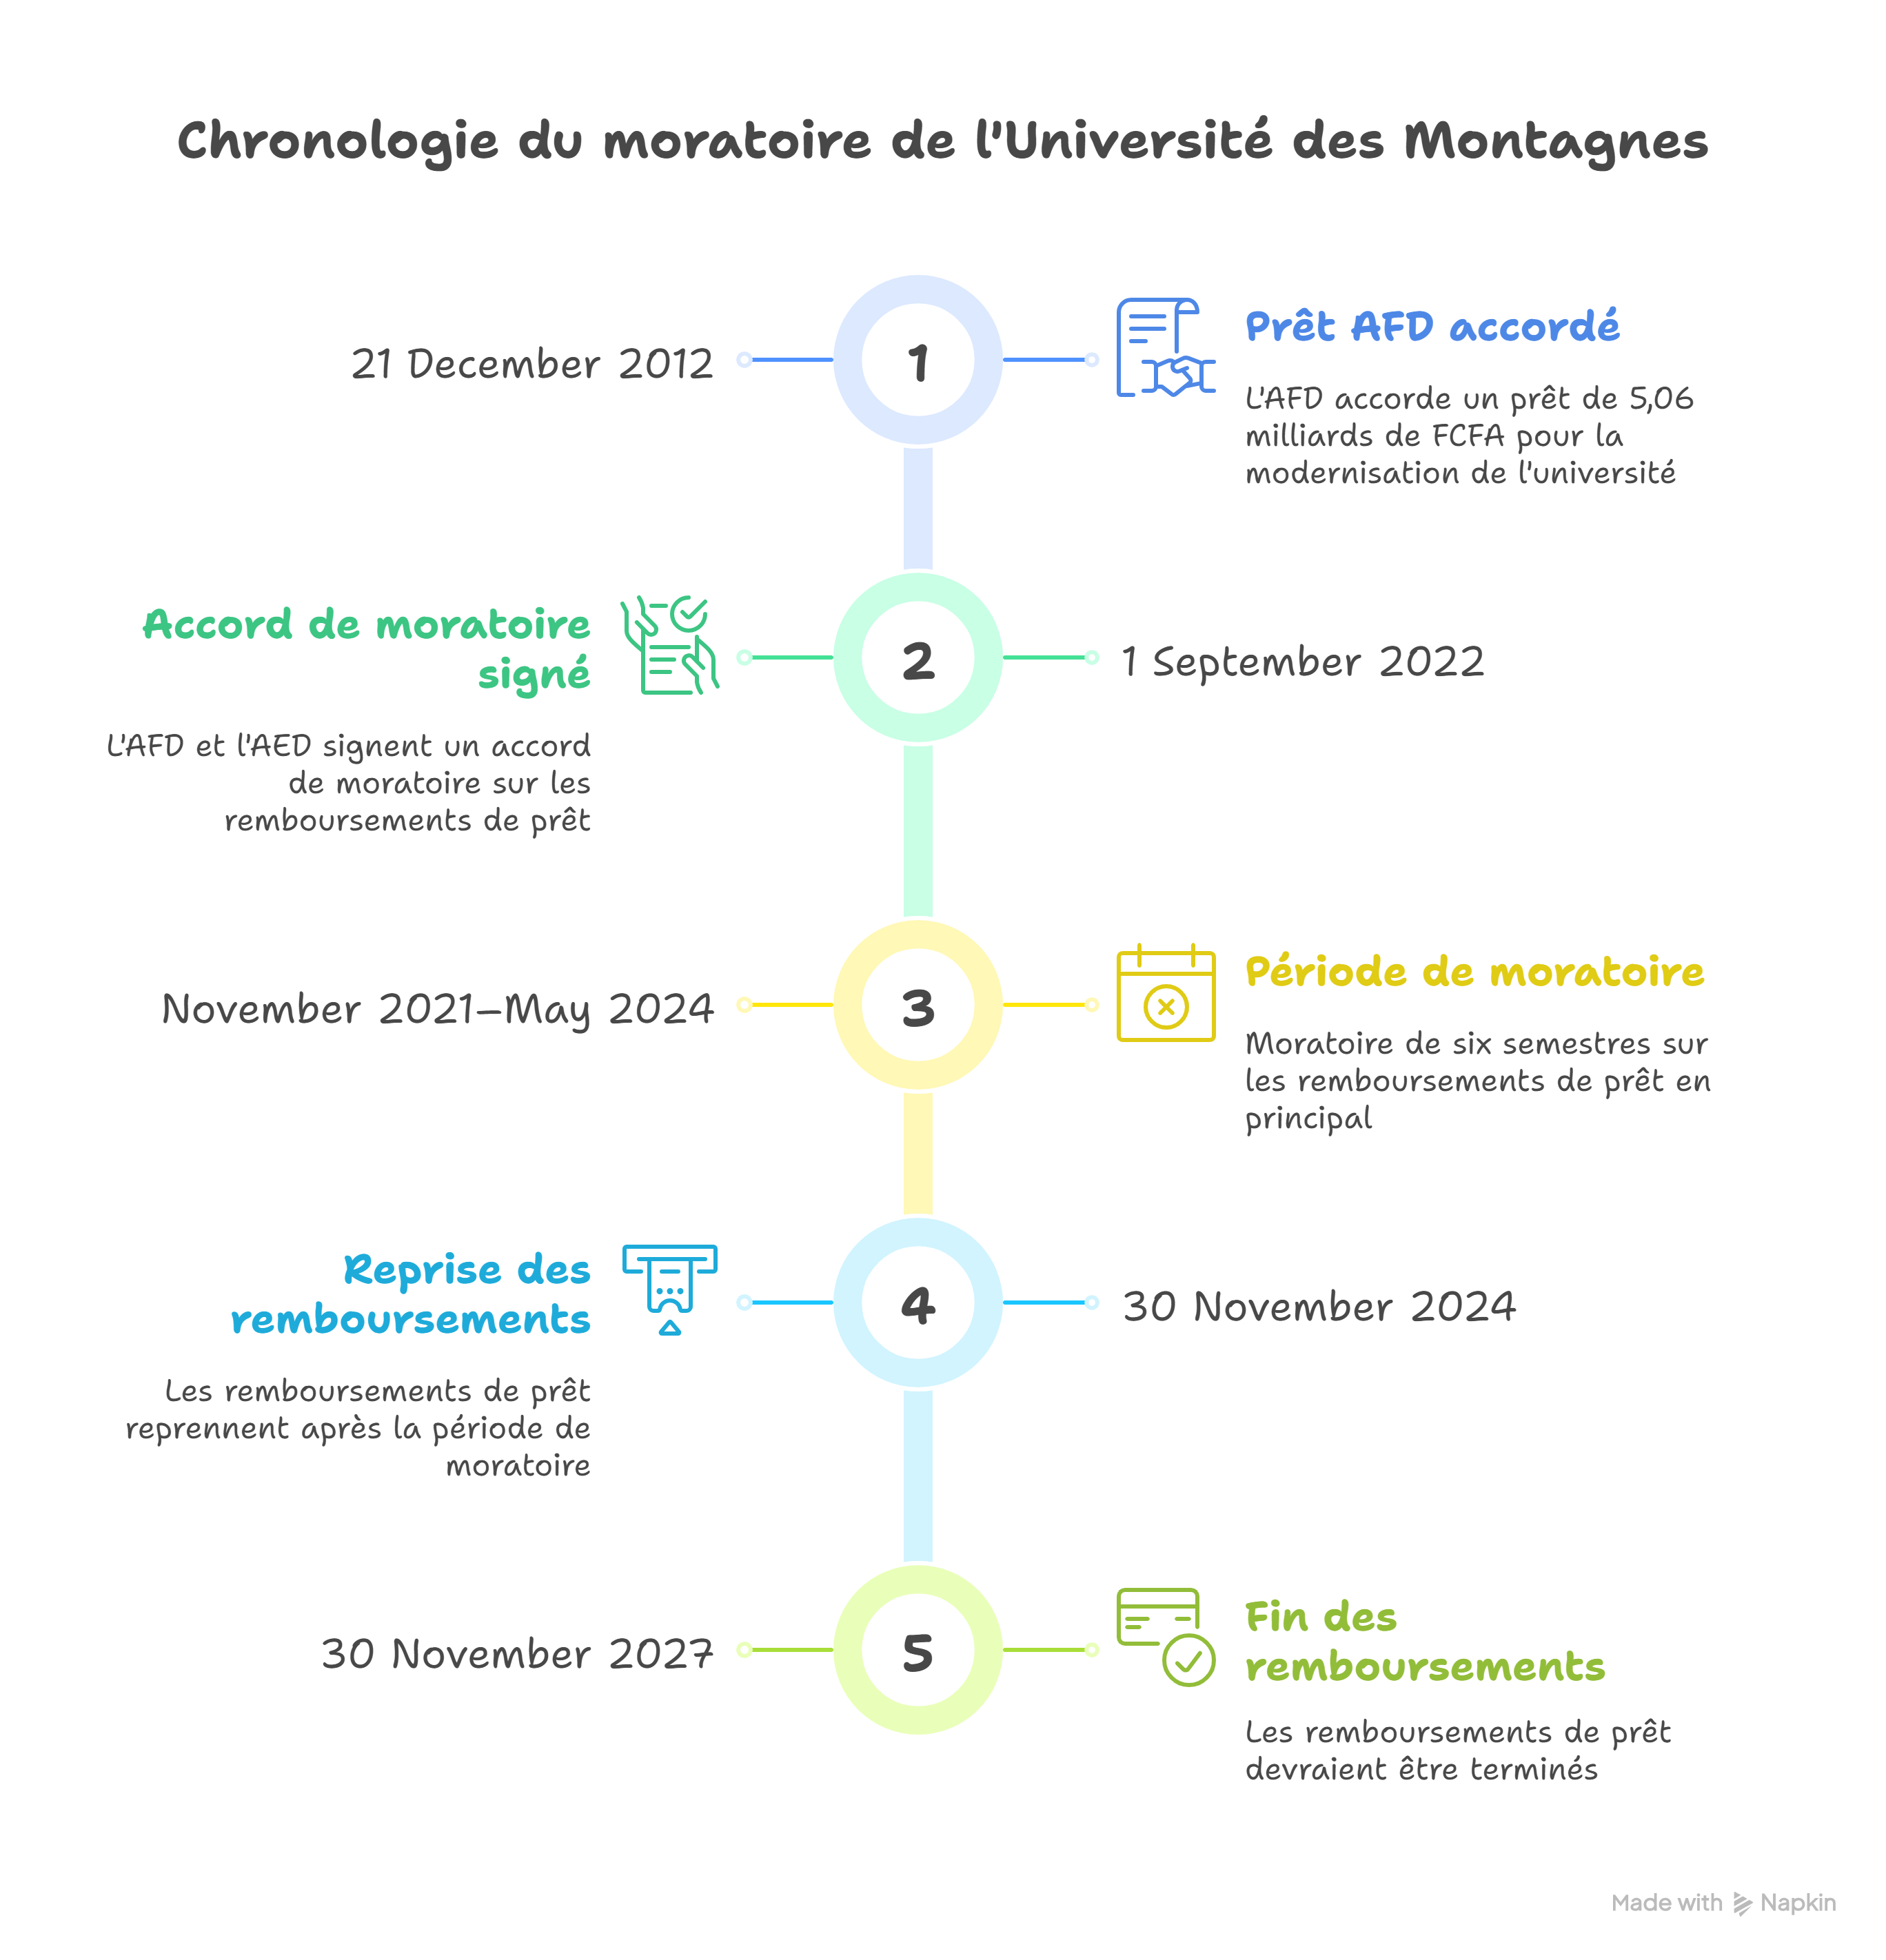 Chronologie du moratoire de l'Université des Montagnes
21 December 2012
1
Prêt AFD accordé
L'AFD accorde un prêt de 5,06
milliards de FCFA pour la
modernisation de l'université
Accord de moratoire
signé
L'AFD et l'AED signent un accord
de moratoire sur les
remboursements de prêt
2
1 September 2022
November 2021–May 2024
3
Période de moratoire
Moratoire de six semestres sur
les remboursements de prêt en
principal
Reprise des
remboursements
Les remboursements de prêt
reprennent après la période de
moratoire
4
30 November 2024
30 November 2027
5
Fin des
remboursements
Les remboursements de prêt
devraient être terminés
Made with Napkin